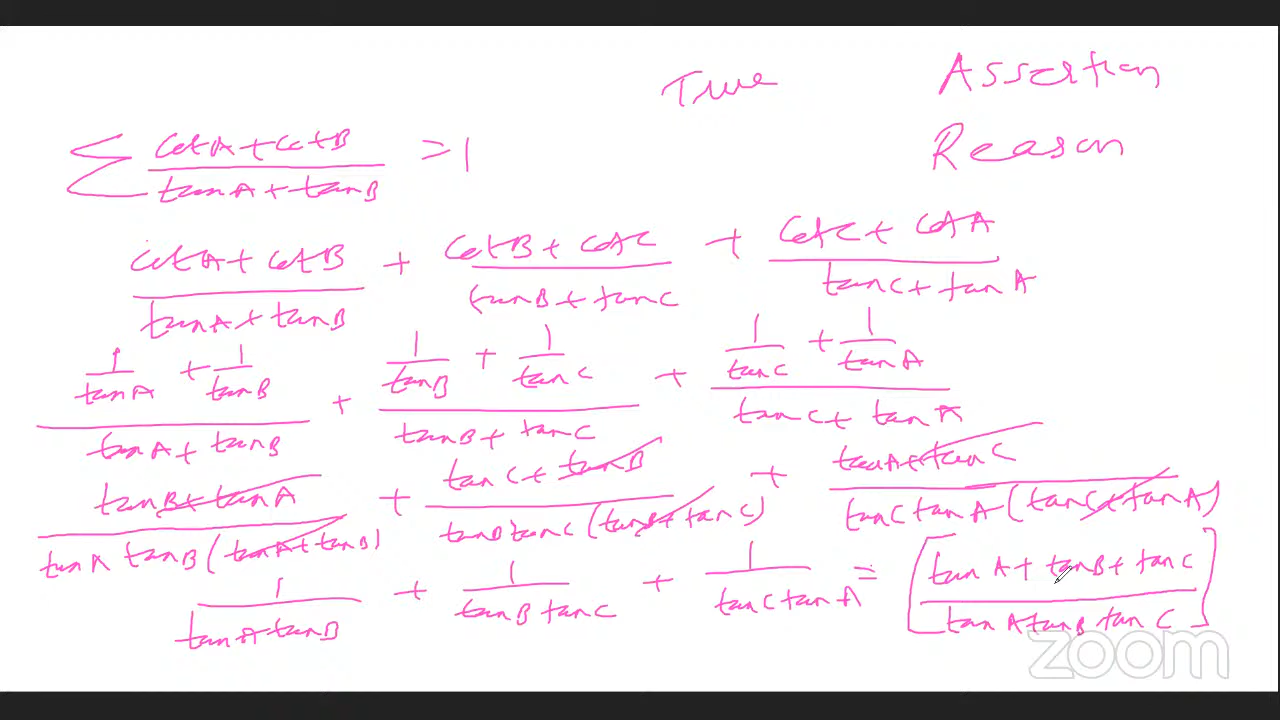 True Assertion
Reason
∑ (cotA + cotB)/(tanA + tanB) = 1
(cotA + cotB)/(tanA + tanB) + (cotB + cotC)/(tanB + tanC) + (cotC + cotA)/(tanC + tanA)
(1/tanA + 1/tanB)/(tanA + tanB) + (1/tanB + 1/tanC)/(tanB + tanC) + (1/tanC + 1/tanA)/(tanC + tanA)
(tanB + tanA)/(tanA tanB (tanA + tanB)) + (tanC + tanB)/(tanB tanC (tanB + tanC)) + (tanA + tanC)/(tanC tanA (tanC + tanA))
1/(tanA tanB) + 1/(tanB tanC) + 1/(tanC tanA) = [(tanA + tanB + tanC)/(tanA tanB tanC)]
zoom